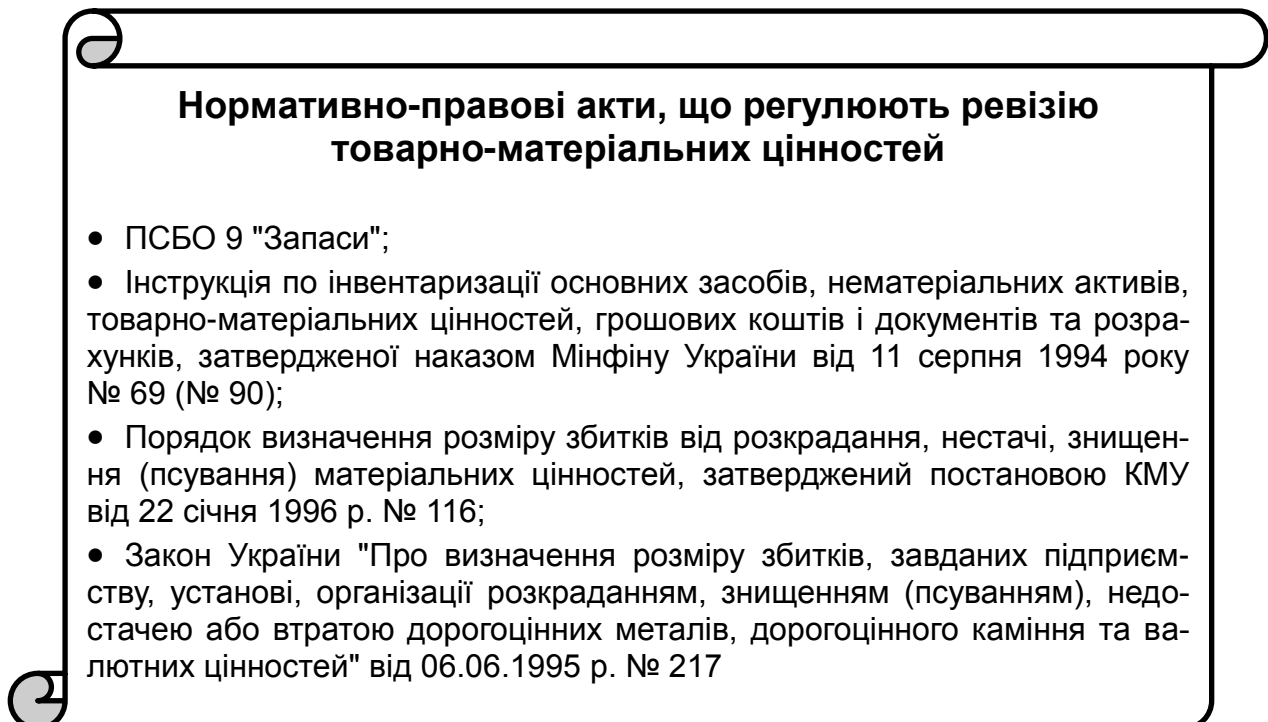 Нормативно-правові акти, що регулюють ревізію
товарно-матеріальних цінностей
• ПСБО 9 "Запаси";
• Інструкція по інвентаризації основних засобів, нематеріальних активів,
товарно-матеріальних цінностей, грошових коштів і документів та розра-
хунків, затвердженої наказом Мінфіну України від 11 серпня 1994 року
№ 69 (№ 90);
• Порядок визначення розміру збитків від розкрадання, нестачі, знищен-
ня (псування) матеріальних цінностей, затверджений постановою КМУ
від 22 січня 1996 р. № 116;
• Закон України "Про визначення розміру збитків, завданих підприєм-
ству, установі, організації розкраданням, знищенням (псуванням), недо-
стачею або втратою дорогоцінних металів, дорогоцінного каміння та ва-
лютних цінностей" від 06.06.1995 р. № 217